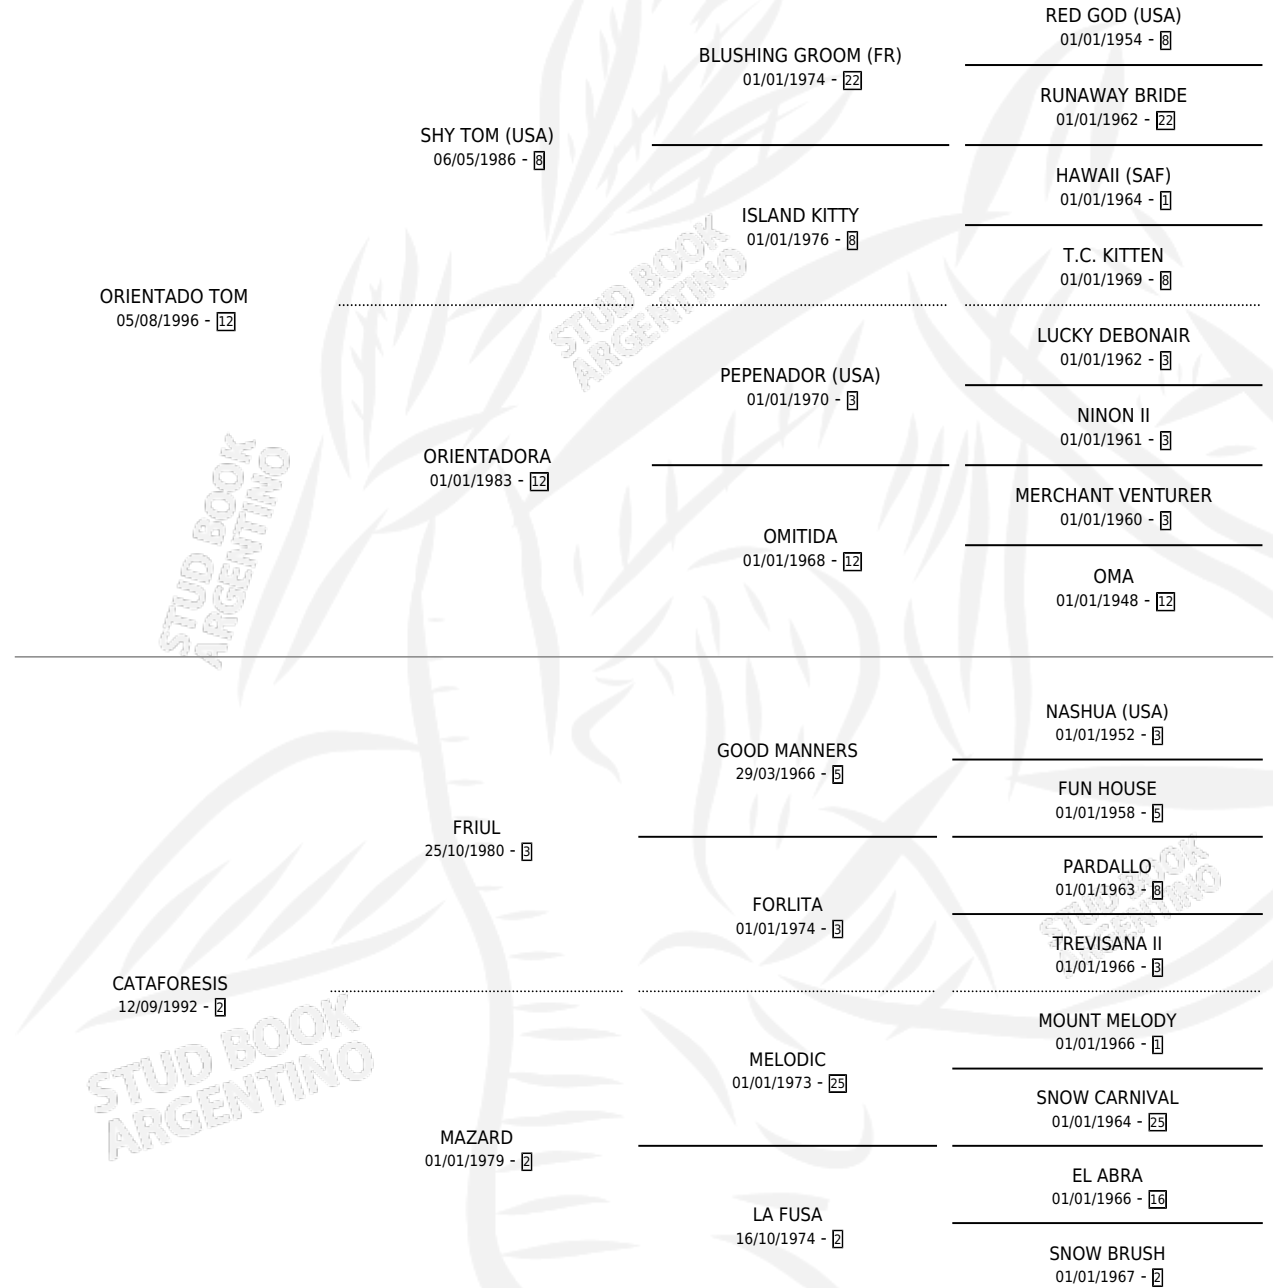 RED GOD (USA)
01/01/1954 - 8
BLUSHING GROOM (FR)
01/01/1974 - 22
RUNAWAY BRIDE
01/01/1962 - 22
SHY TOM (USA)
06/05/1986 - 8
HAWAII (SAF)
01/01/1964 - 1
ISLAND KITTY
01/01/1976 - 8
T.C. KITTEN
01/01/1969 - 8
ORIENTADO TOM
05/08/1996 - 12
LUCKY DEBONAIR
01/01/1962 - 3
PEPENADOR (USA)
01/01/1970 - 3
NINON II
01/01/1961 - 3
ORIENTADORA
01/01/1983 - 12
MERCHANT VENTURER
01/01/1960 - 3
OMITIDA
01/01/1968 - 12
OMA
01/01/1948 - 12
STUD BOOK
ARGENTINO
STUD BOOK
ARGENTINO
NASHUA (USA)
01/01/1952 - 3
GOOD MANNERS
29/03/1966 - 5
FUN HOUSE
01/01/1958 - 5
FRIUL
25/10/1980 - 3
PARDALLO
01/01/1963 - 8
FORLITA
01/01/1974 - 3
TREVISANA II
01/01/1966 - 3
CATAFORESIS
12/09/1992 - 2
MOUNT MELODY
01/01/1966 - 1
MELODIC
01/01/1973 - 25
SNOW CARNIVAL
01/01/1964 - 25
MAZARD
01/01/1979 - 2
EL ABRA
01/01/1966 - 16
LA FUSA
16/10/1974 - 2
SNOW BRUSH
01/01/1967 - 2
STUD BOOK
ARGENTINO
STUD BOOK
ARGENTINO